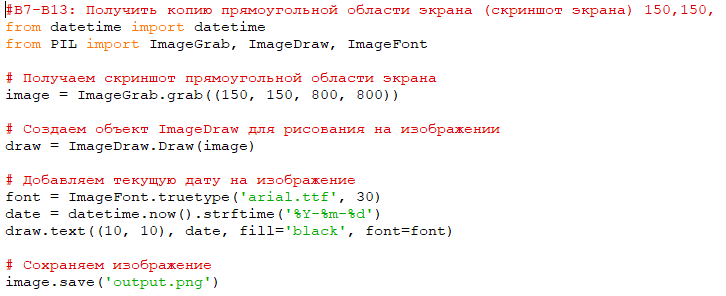 #B7-B13: Получить копию прямоугольной области экрана (скриншот экрана) 150,150,
from datetime import datetime
from PIL import ImageGrab, ImageDraw, ImageFont
# Получаем скриншот прямоугольной области экрана
image = ImageGrab.grab((150, 150, 800, 800))
# Создаем объект ImageDraw для рисования на изображении
draw = ImageDraw.Draw(image)
# Добавляем текущую дату на изображение
font = ImageFont.truetype('arial.ttf', 30)
date = datetime.now().strftime('%Y-%m-%d')
draw.text((10, 10), date, fill='black', font=font)
# Сохраняем изображение
image.save('output.png')